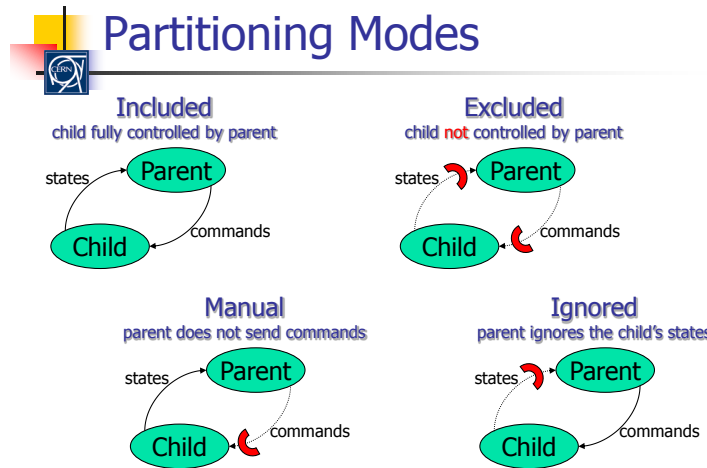 Partitioning Modes
CERN
Included
child fully controlled by parent
states
Parent
commands
Child
Excluded
child not controlled by parent
states
Parent
commands
Child
Manual
parent does not send commands
states
Parent
commands
Child
Ignored
parent ignores the child's states
states
Parent
commands
Child